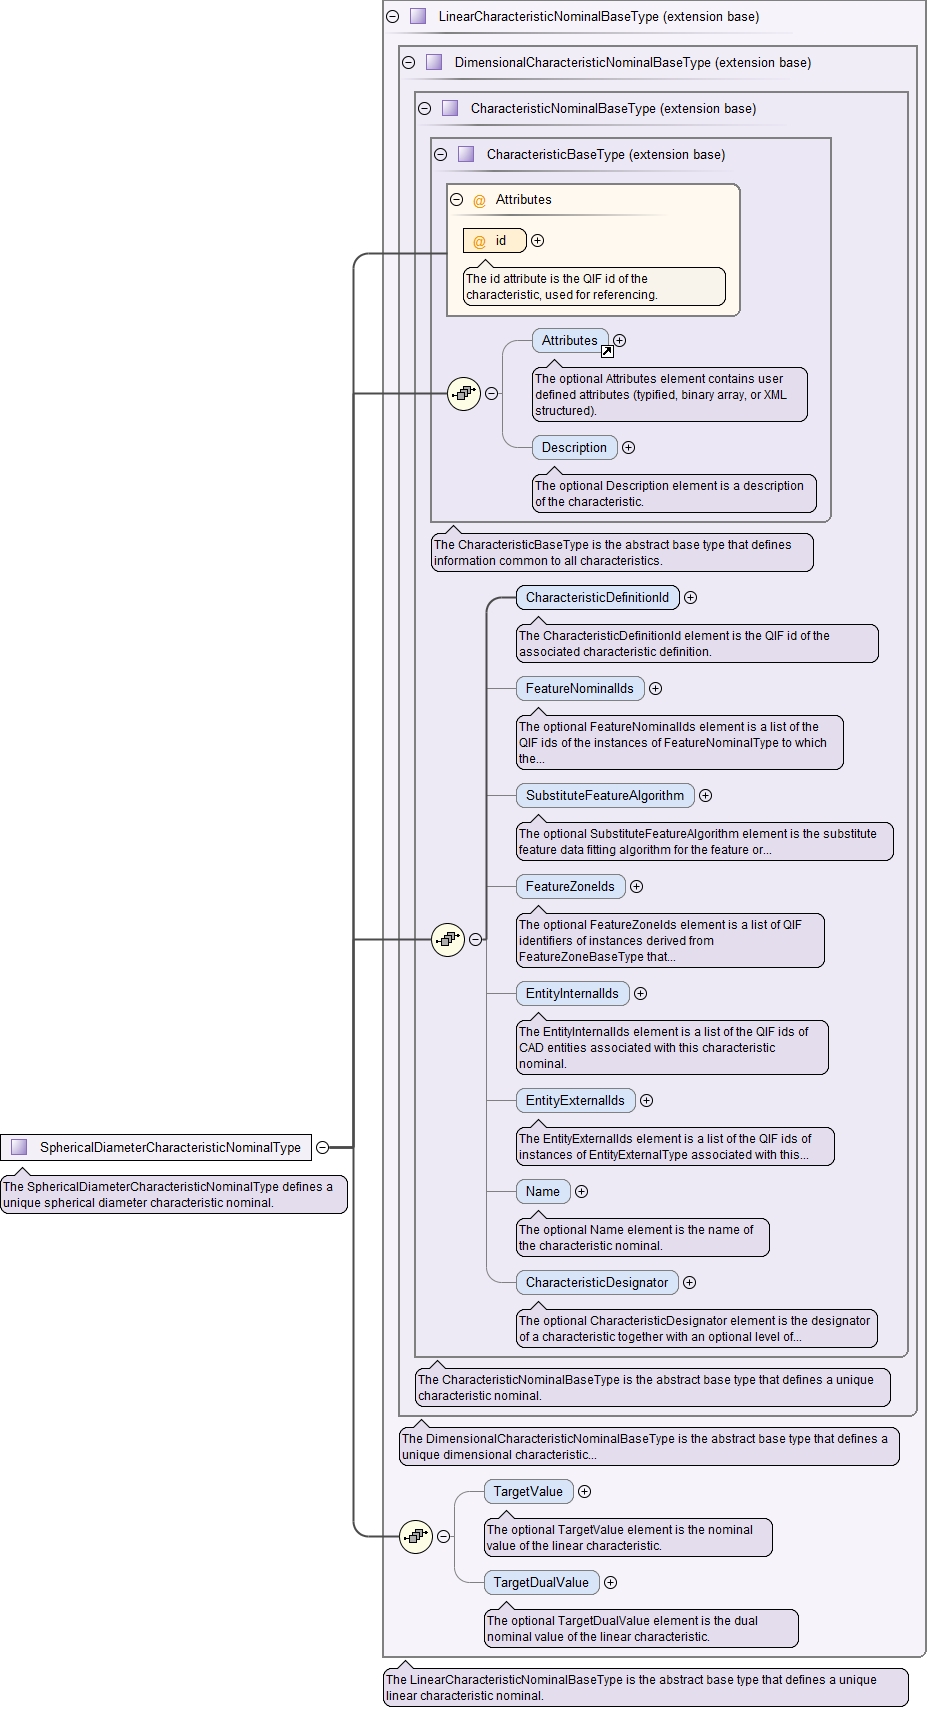 LinearCharacteristicNominalBaseType (extension base)
DimensionalCharacteristicNominalBaseType (extension base)
CharacteristicNominalBaseType (extension base)
CharacteristicBaseType (extension base)
@ Attributes
@ id
The id attribute is the QIF id of the
characteristic, used for referencing.
Attributes
The optional Attributes element contains user
defined attributes (typified, binary array, or XML
structured).
Description
The optional Description element is a description
of the characteristic.
The CharacteristicBaseType is the abstract base type that defines
information common to all characteristics.
CharacteristicDefinitionId
The CharacteristicDefinitionId element is the QIF id of the
associated characteristic definition.
FeatureNominalIds
The optional FeatureNominalIds element is a list of the
QIF ids of the instances of FeatureNominalType to which
the...
SubstituteFeatureAlgorithm
The optional SubstituteFeatureAlgorithm element is the substitute
feature data fitting algorithm for the feature or...
FeatureZoneIds
The optional FeatureZoneIds element is a list of QIF
identifiers of instances derived from
FeatureZoneBaseType that...
EntityInternalIds
The EntityInternalIds element is a list of the QIF ids of
CAD entities associated with this characteristic
nominal.
EntityExternalIds
The EntityExternalIds element is a list of the QIF ids of
instances of EntityExternalType associated with this...
SphericalDiameterCharacteristicNominalType
The SphericalDiameterCharacteristicNominalType defines a
unique spherical diameter characteristic nominal.
Name
The optional Name element is the name of
the characteristic nominal.
CharacteristicDesignator
The optional CharacteristicDesignator element is the designator
of a characteristic together with an optional level of...
The CharacteristicNominalBaseType is the abstract base type that defines a unique
characteristic nominal.
The DimensionalCharacteristicNominalBaseType is the abstract base type that defines a
unique dimensional characteristic...
TargetValue
The optional TargetValue element is the nominal
value of the linear characteristic.
TargetDualValue
The optional TargetDualValue element is the dual
nominal value of the linear characteristic.
The LinearCharacteristicNominalBaseType is the abstract base type that defines a unique
linear characteristic nominal.